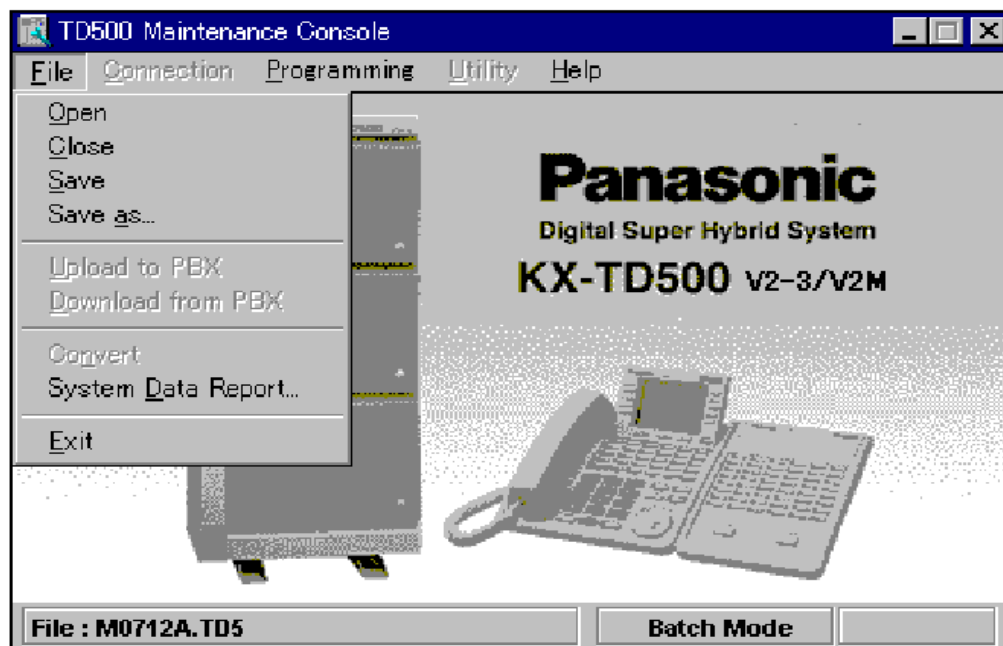 TD500 Maintenance Console
File Connection Programming Utility Help
Open
Close
Save
Save as...
Upload to PBX
Download from PBX
Convert
System Data Report...
Exit
Panasonic
Digital Super Hybrid System
KX-TD500 V2-3/V2M
File : M0712A.TD5
Batch Mode